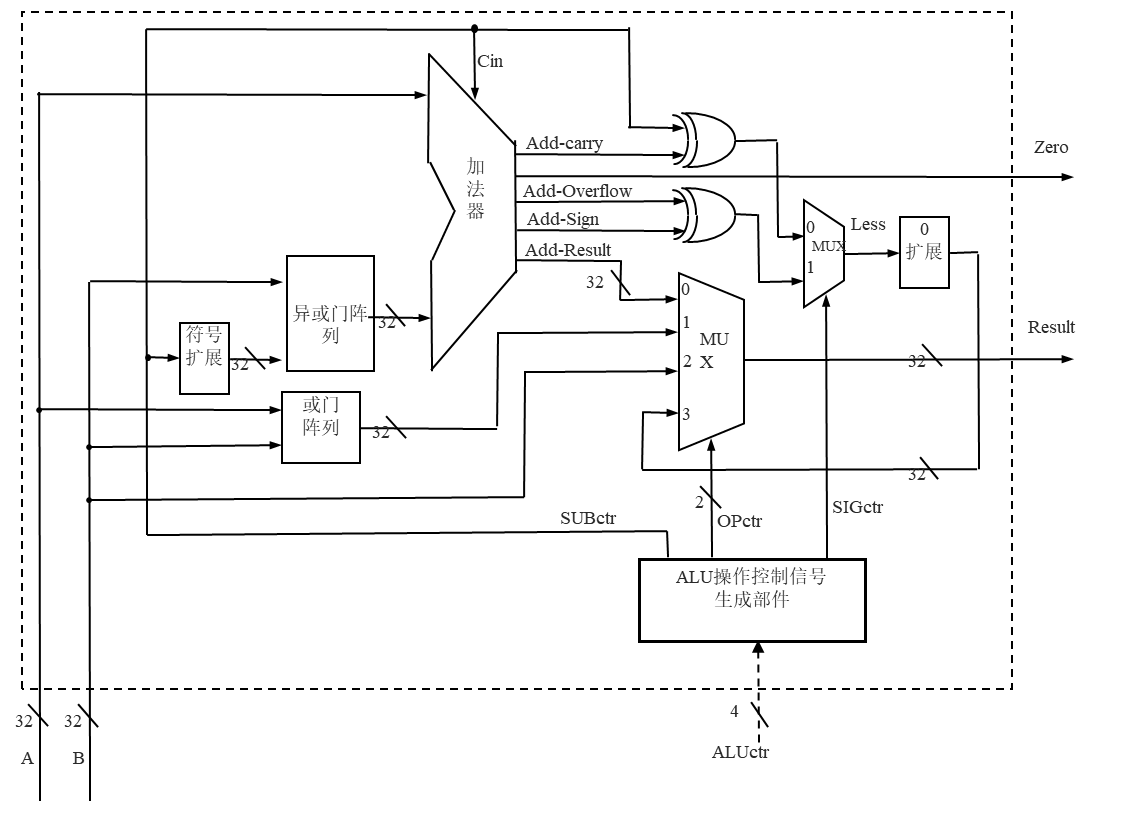 Cin
Add-carry
Zero
加
法
器
Add-Overflow
Add-Sign
Add-Result
0
MUX
1
Less
0
扩展
32
异或门阵
列
32
符号
扩展
32
0
1
MU
2
X
3
Result
32
或门
阵列
32
32
2
OPctr
SIGctr
SUBctr
ALU操作控制信号
生成部件
32
32
4
A
B
ALUctr